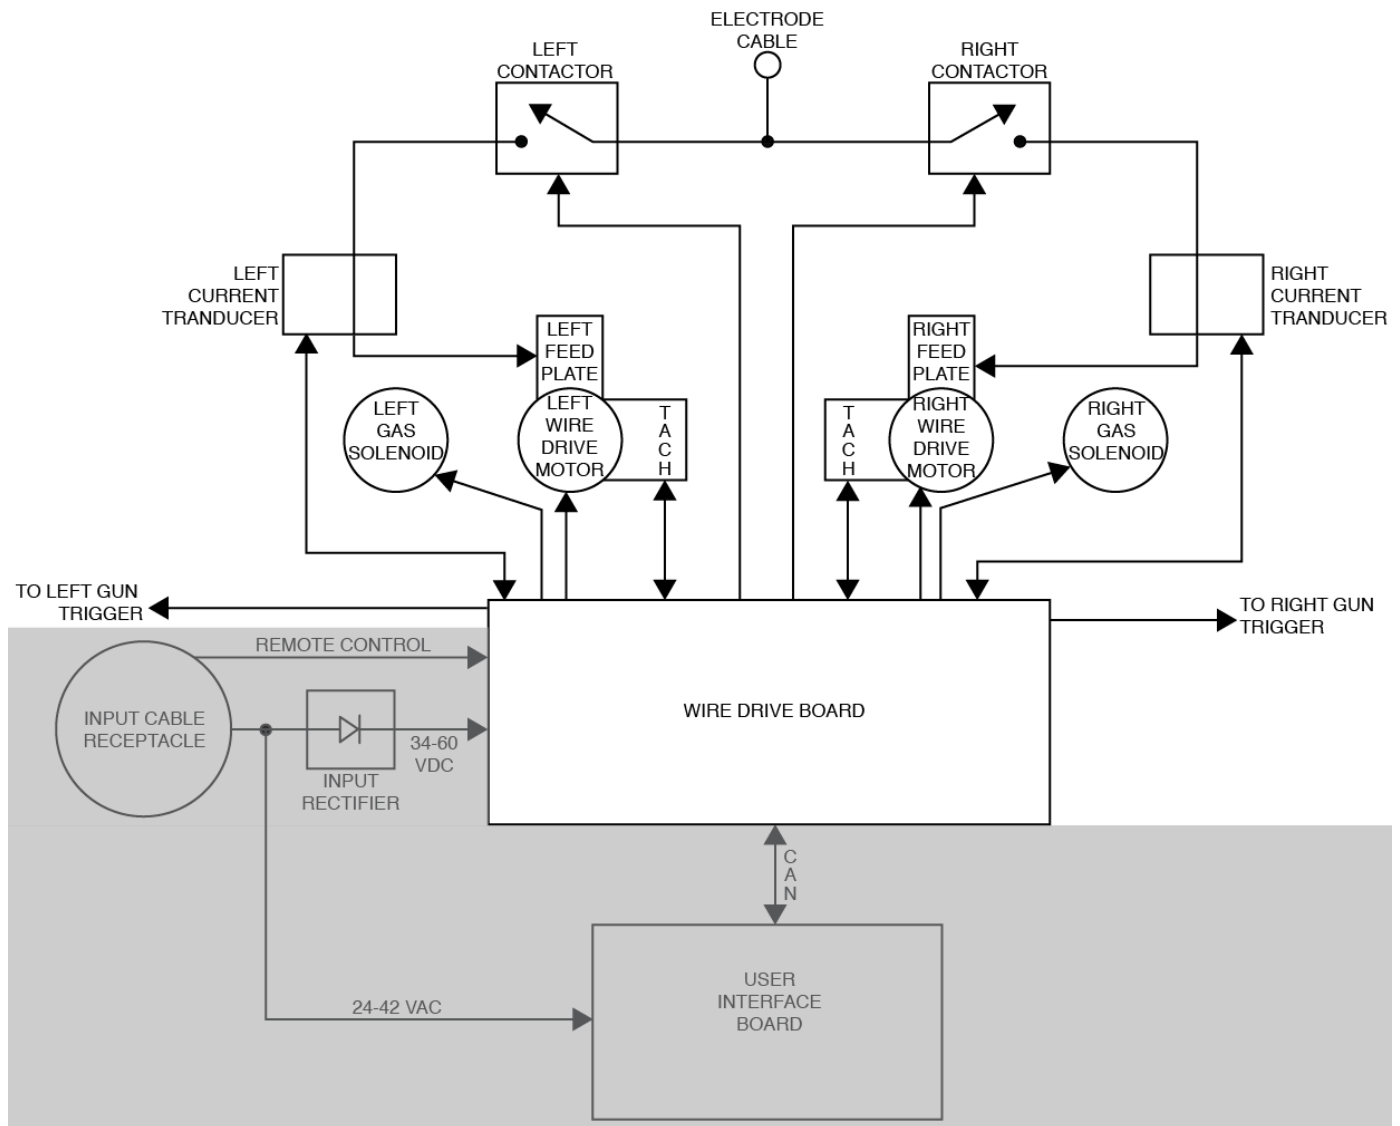 ELECTRODE
CABLE
LEFT
CONTACTOR
RIGHT
CONTACTOR
LEFT
CURRENT
TRANDUCER
RIGHT
CURRENT
TRANDUCER
LEFT
FEED
PLATE
RIGHT
FEED
PLATE
LEFT
GAS
SOLENOID
LEFT
WIRE
DRIVE
MOTOR
TACH
TACH
RIGHT
WIRE
DRIVE
MOTOR
RIGHT
GAS
SOLENOID
TO LEFT GUN
TRIGGER
TO RIGHT GUN
TRIGGER
REMOTE CONTROL
INPUT CABLE
RECEPTACLE
34-60
VDC
INPUT
RECTIFIER
WIRE DRIVE BOARD
CAN
24-42 VAC
USER
INTERFACE
BOARD